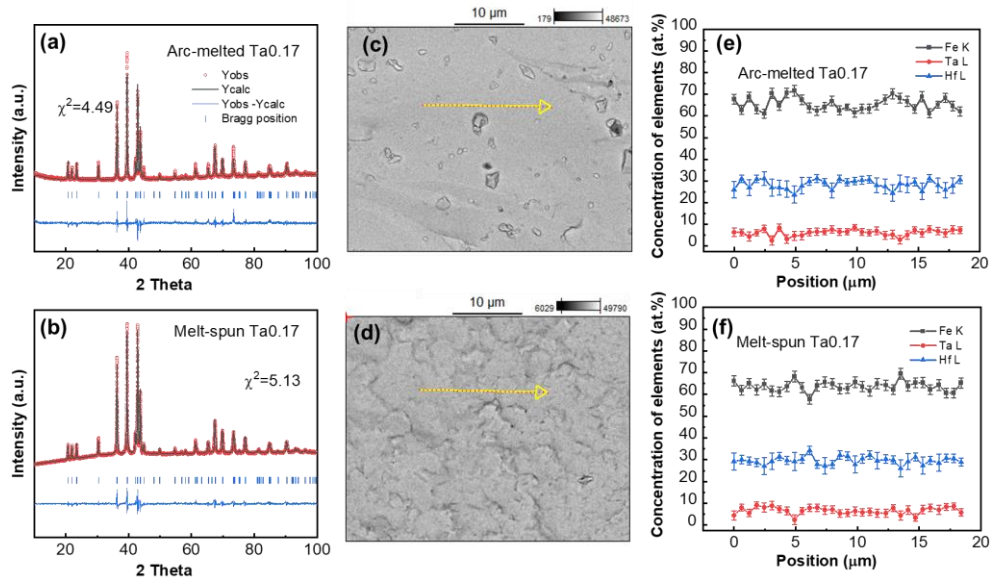 (a)
Arc-melted Ta0.17
Yobs
Ycalc
Yobs -Ycalc
Bragg position
χ²=4.49
Intensity (a.u.)
20 40 60 80 100
2 Theta
(b)
Melt-spun Ta0.17
χ²=5.13
Intensity (a.u.)
20 40 60 80 100
2 Theta
10 μm
179 48673
(c)
10 μm
6029 49790
(d)
(e)
Fe K
Ta L
Hf L
Arc-melted Ta0.17
Concentration of elements (at.%)
100
90
80
70
60
50
40
30
20
10
0
0 5 10 15 20
Position (μm)
(f)
Fe K
Ta L
Hf L
Melt-spun Ta0.17
Concentration of elements (at.%)
100
90
80
70
60
50
40
30
20
10
0
0 5 10 15 20
Position (μm)